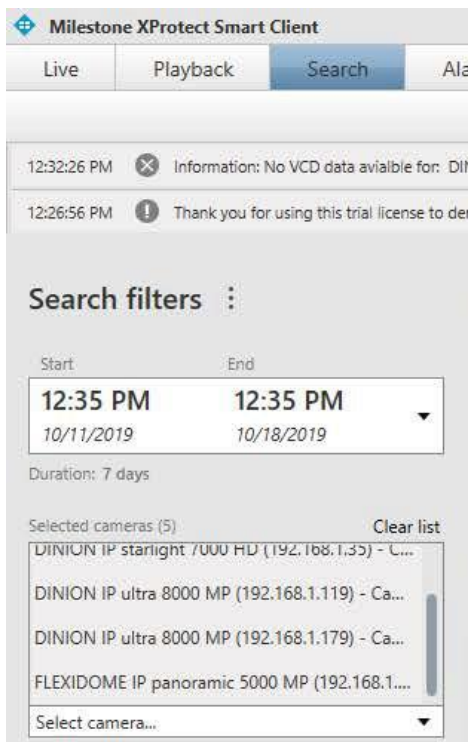 Milestone XProtect Smart Client
Live Playback Search Ala
12:32:26 PM Information: No VCD data avialble for: DIN
12:26:56 PM Thank you for using this trial license to der
Search filters
Start End
12:35 PM 12:35 PM
10/11/2019 10/18/2019
Duration: 7 days
Selected cameras (5) Clear list
DINION IP starlight 7000 HD (192.168.1.35) - C...
DINION IP ultra 8000 MP (192.168.1.119) - Ca...
DINION IP ultra 8000 MP (192.168.1.179) - Ca...
FLEXIDOME IP panoramic 5000 MP (192.168.1....
Select camera...